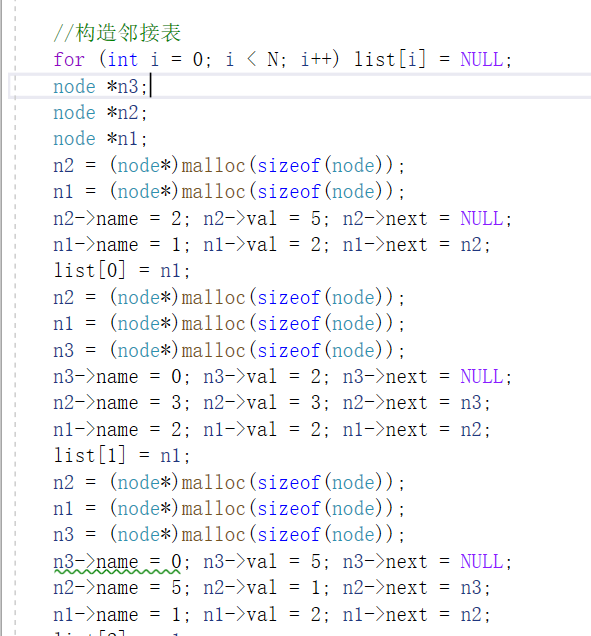 //构造邻接表
for (int i = 0; i < N; i++) list[i] = NULL;
node *n3;
node *n2;
node *n1;
n2 = (node*)malloc(sizeof(node));
n1 = (node*)malloc(sizeof(node));
n2->name = 2; n2->val = 5; n2->next = NULL;
n1->name = 1; n1->val = 2; n1->next = n2;
list[0] = n1;
n2 = (node*)malloc(sizeof(node));
n1 = (node*)malloc(sizeof(node));
n3 = (node*)malloc(sizeof(node));
n3->name = 0; n3->val = 2; n3->next = NULL;
n2->name = 3; n2->val = 3; n2->next = n3;
n1->name = 2; n1->val = 2; n1->next = n2;
list[1] = n1;
n2 = (node*)malloc(sizeof(node));
n1 = (node*)malloc(sizeof(node));
n3 = (node*)malloc(sizeof(node));
n3->name = 0; n3->val = 5; n3->next = NULL;
n2->name = 5; n2->val = 1; n2->next = n3;
n1->name = 1; n1->val = 2; n1->next = n2;